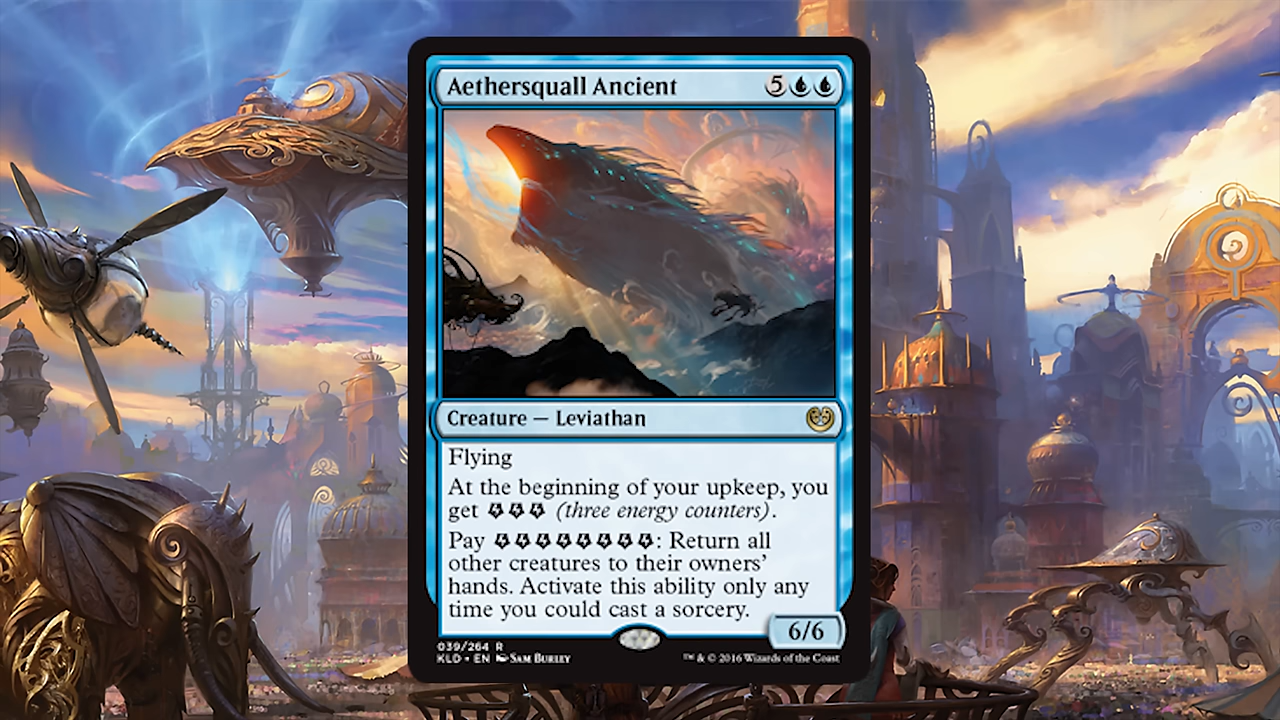 Aethersquall Ancient 5
Creature — Leviathan
Flying
At the beginning of your upkeep, you
get (three energy counters).
Pay : Return all
other creatures to their owners'
hands. Activate this ability only any
time you could cast a sorcery.
6/6
039/264 R
KLD • EN Sam Burley
™ & © 2016 Wizards of the Coast